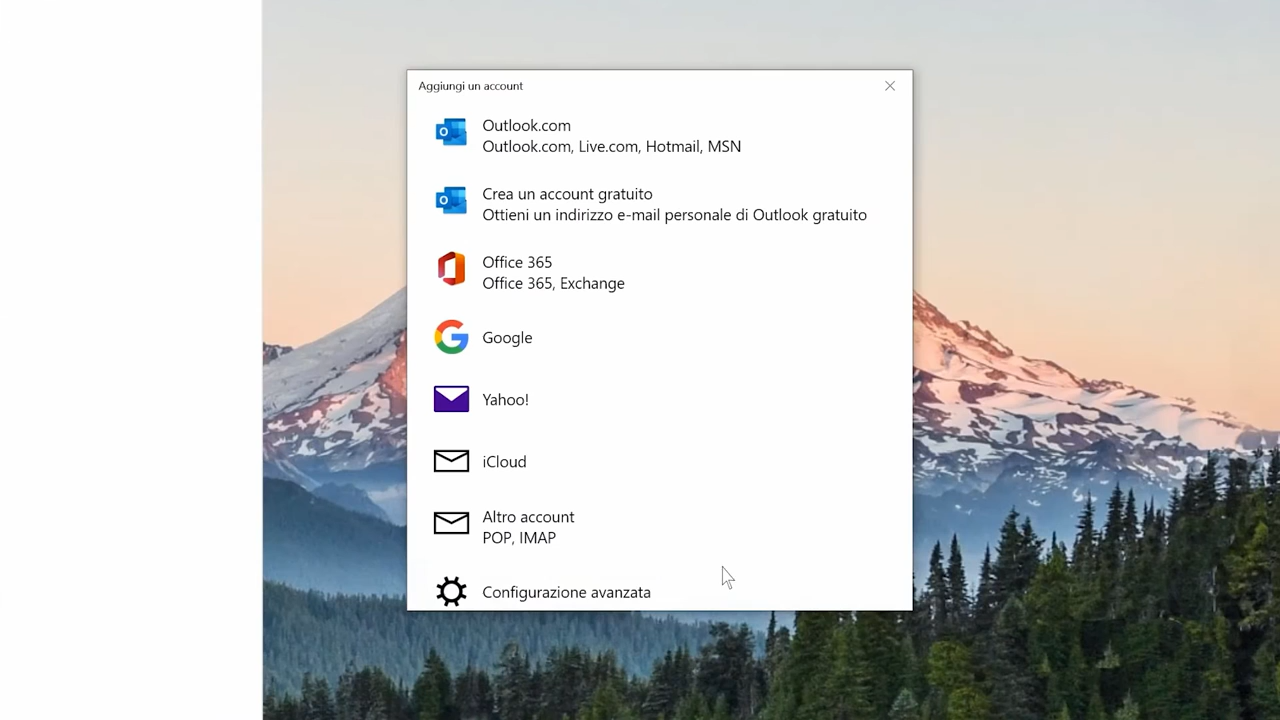 Aggiungi un account
Outlook.com
Outlook.com, Live.com, Hotmail, MSN
Crea un account gratuito
Ottieni un indirizzo e-mail personale di Outlook gratuito
Office 365
Office 365, Exchange
Google
Yahoo!
iCloud
Altro account
POP, IMAP
Configurazione avanzata